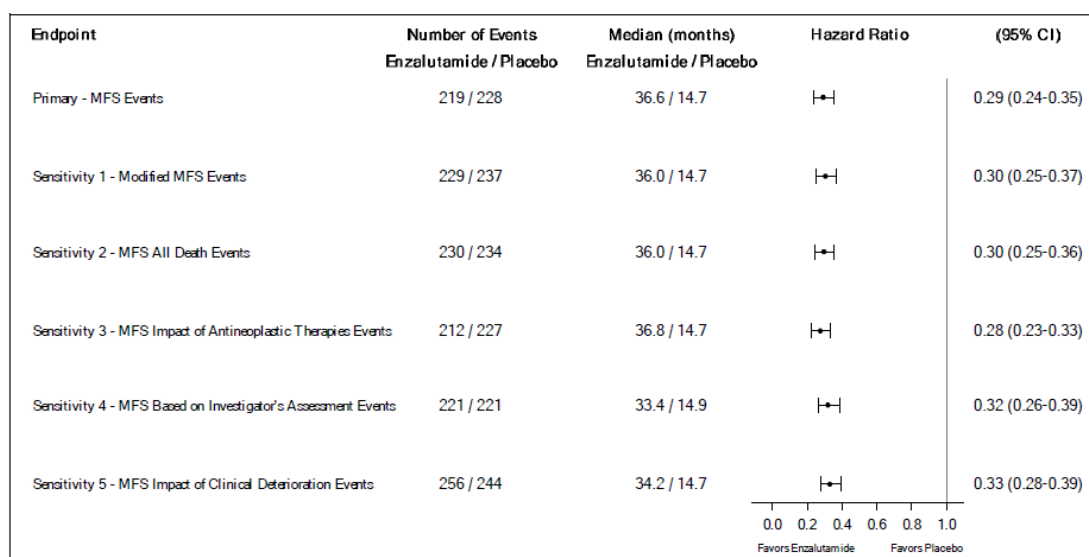 Endpoint Number of Events Median (months) Hazard Ratio (95% CI)
Enzalutamide / Placebo Enzalutamide / Placebo
Primary - MFS Events 219 / 228 36.6 / 14.7 0.29 (0.24-0.35)
Sensitivity 1 - Modified MFS Events 229 / 237 36.0 / 14.7 0.30 (0.25-0.37)
Sensitivity 2 - MFS All Death Events 230 / 234 36.0 / 14.7 0.30 (0.25-0.36)
Sensitivity 3 - MFS Impact of Antineoplastic Therapies Events 212 / 227 36.8 / 14.7 0.28 (0.23-0.33)
Sensitivity 4 - MFS Based on Investigator's Assessment Events 221 / 221 33.4 / 14.9 0.32 (0.26-0.39)
Sensitivity 5 - MFS Impact of Clinical Deterioration Events 256 / 244 34.2 / 14.7 0.33 (0.28-0.39)
0.0 0.2 0.4 0.6 0.8 1.0
Favors Enzalutamide Favors Placebo